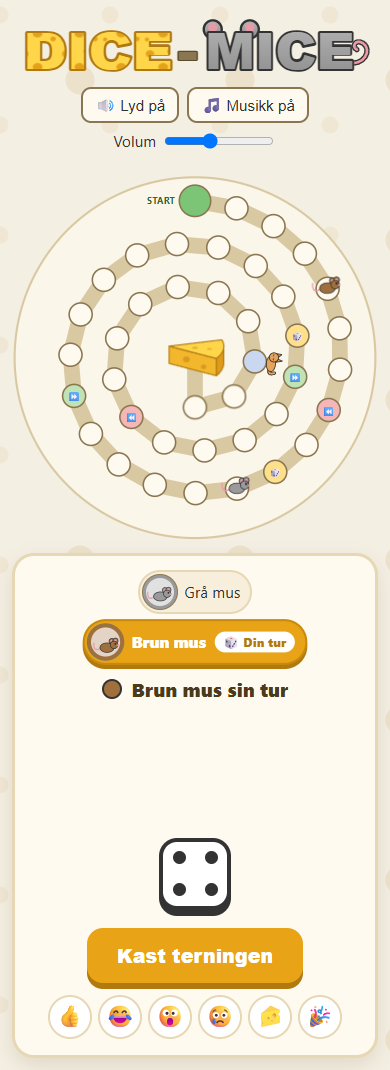 DICE-MICE
Lyd på
Musikk på
Volum
START
Grå mus
Brun mus
Din tur
Brun mus sin tur
Kast terningen